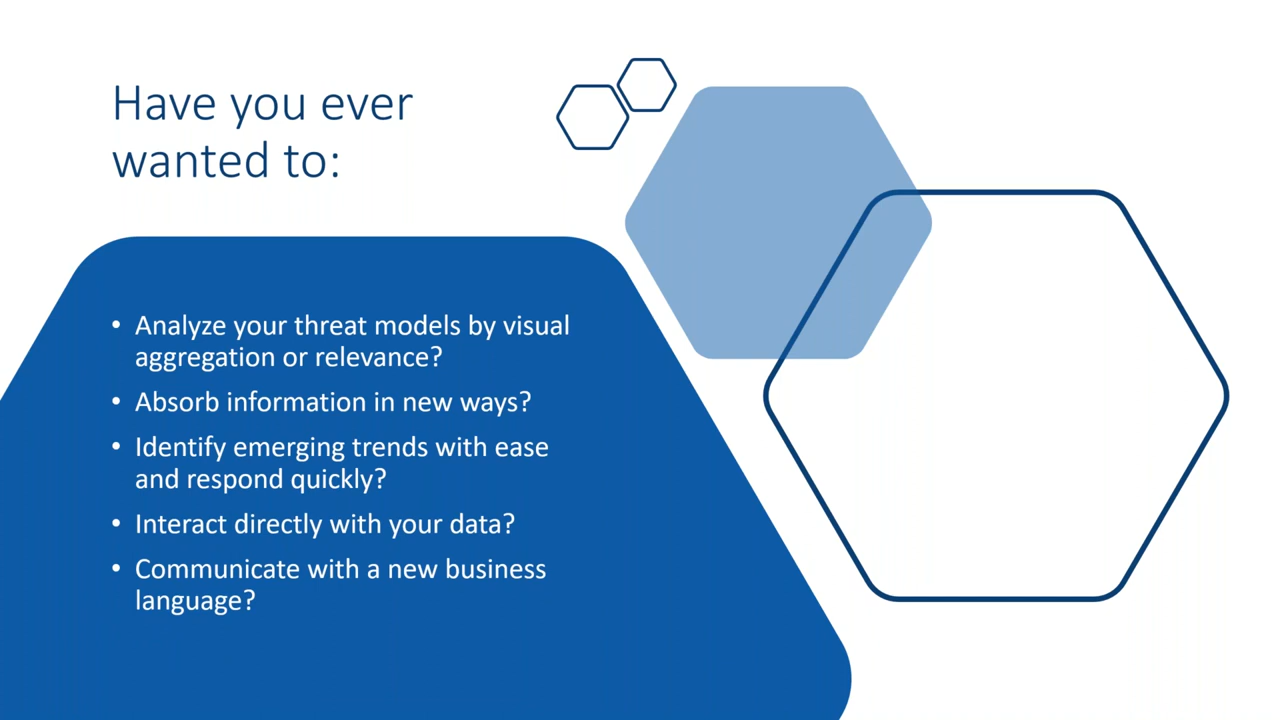 Have you ever
wanted to:
• Analyze your threat models by visual
aggregation or relevance?
• Absorb information in new ways?
• Identify emerging trends with ease
and respond quickly?
• Interact directly with your data?
• Communicate with a new business
language?